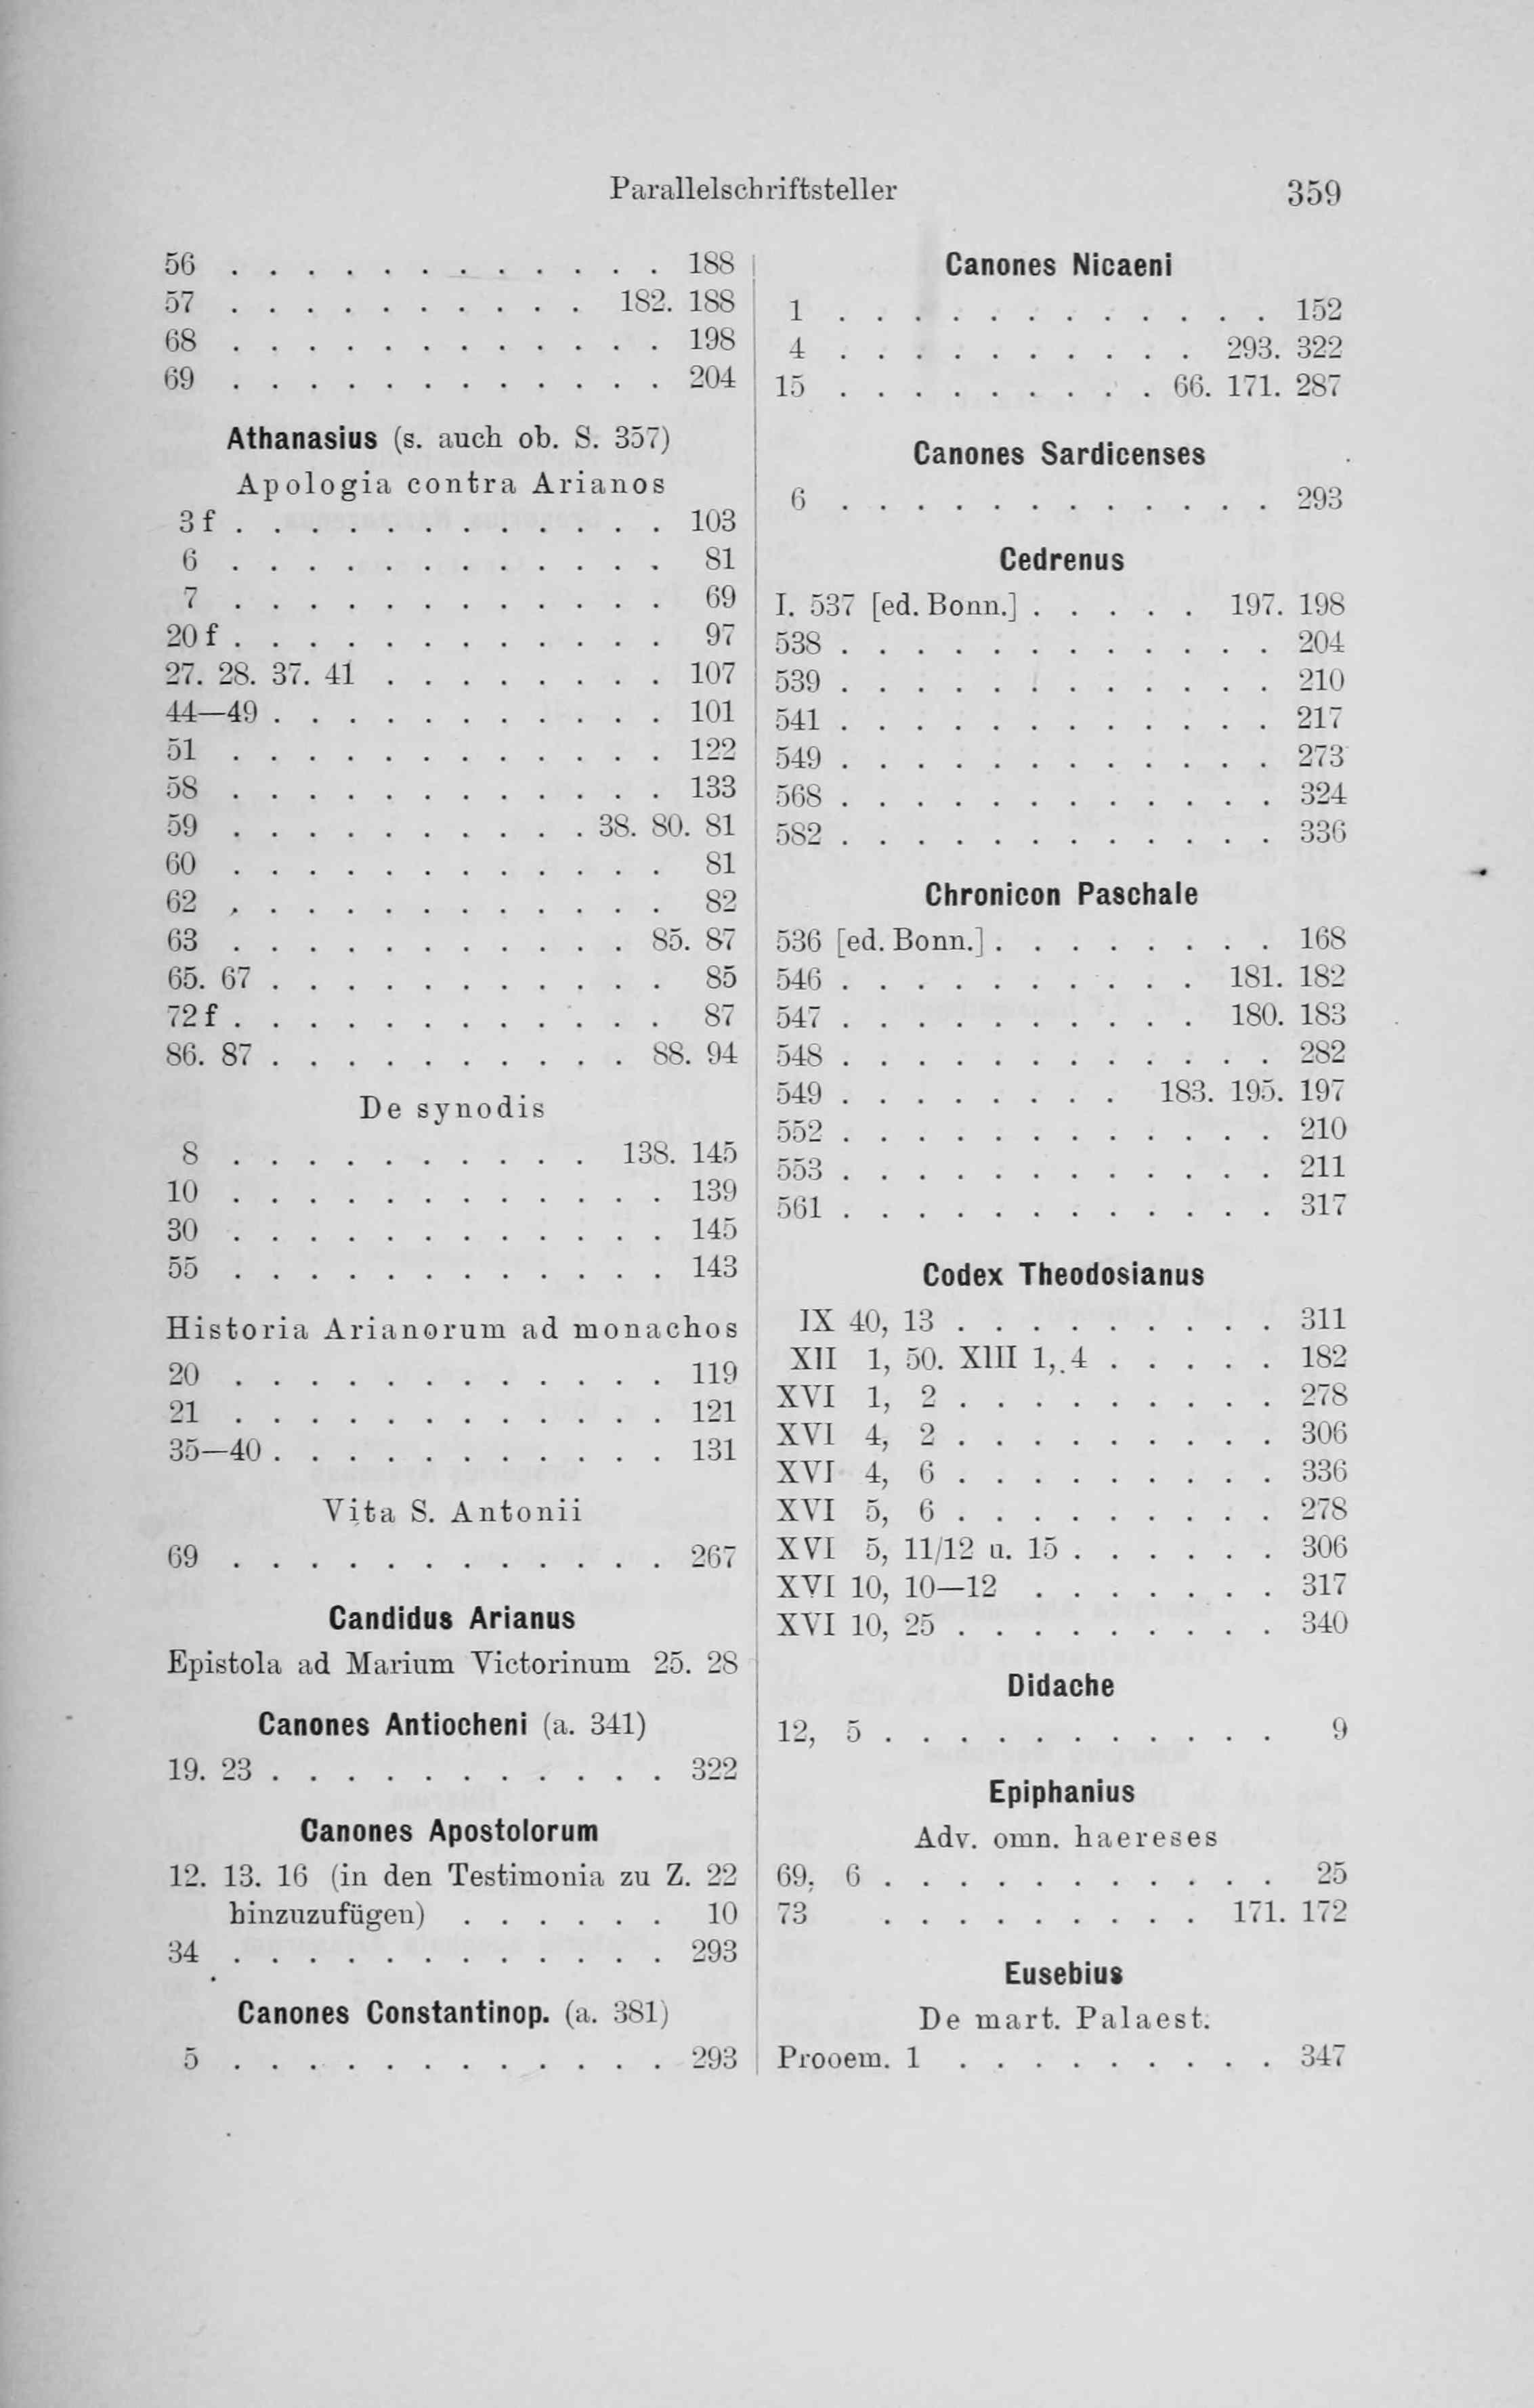 Parallelschriftsteller 359
56 . . . . . . . . . . . . 188
57 . . . . . . . . . . 182. 188
68 . . . . . . . . . . . . 198
69 . . . . . . . . . . . . 204
Athanasius (s. auch ob. S. 357)
Apologia contra Arianos
3 f . . . . . . . . . . . . 103
6 . . . . . . . . . . . . 81
7 . . . . . . . . . . . . 69
20 f . . . . . . . . . . . . 97
27. 28. 37. 41 . . . . . . . . 107
44—49 . . . . . . . . . . . 101
51 . . . . . . . . . . . . 122
58 . . . . . . . . . . . . 133
59 . . . . . . . . . . 38. 80. 81
60 . . . . . . . . . . . . 81
62 . . . . . . . . . . . . 82
63 . . . . . . . . . . . 85. 87
65. 67 . . . . . . . . . . . 85
72 f . . . . . . . . . . . . 87
86. 87 . . . . . . . . . . 88. 94
De synodis
8 . . . . . . . . . . 138. 145
10 . . . . . . . . . . . . 139
30 . . . . . . . . . . . . 145
55 . . . . . . . . . . . . 143
Historia Arianorum ad monachos
20 . . . . . . . . . . . . 119
21 . . . . . . . . . . . . 121
35—40 . . . . . . . . . . . 131
Vita S. Antonii
69 . . . . . . . . . . . . 267
Candidus Arianus
Epistola ad Marium Victorinum 25. 28
Canones Antiocheni (a. 341)
19. 23 . . . . . . . . . . . 322
Canones Apostolorum
12. 13. 16 (in den Testimonia zu Z. 22
hinzuzufügen) . . . . . . 10
34 . . . . . . . . . . . . 293
Canones Constantinop. (a. 381)
5 . . . . . . . . . . . . 293
Canones Nicaeni
1 . . . . . . . . . . . . 152
4 . . . . . . . . . . 293. 322
15 . . . . . . . . . 66. 171. 287
Canones Sardicenses
6 . . . . . . . . . . . . 293
Cedrenus
I. 537 [ed. Bonn.] . . . . . 197. 198
538 . . . . . . . . . . . . 204
539 . . . . . . . . . . . . 210
541 . . . . . . . . . . . . 217
549 . . . . . . . . . . . . 273
568 . . . . . . . . . . . . 324
582 . . . . . . . . . . . . 336
Chronicon Paschale
536 [ed. Bonn.] . . . . . . . . 168
546 . . . . . . . . . . 181. 182
547 . . . . . . . . . . 180. 183
548 . . . . . . . . . . . . 282
549 . . . . . . . . 183. 195. 197
552 . . . . . . . . . . . . 210
553 . . . . . . . . . . . . 211
561 . . . . . . . . . . . . 317
Codex Theodosianus
IX 40, 13 . . . . . . . . . 311
XII 1, 50. XIII 1, 4 . . . . . 182
XVI 1, 2 . . . . . . . . . 278
XVI 4, 2 . . . . . . . . . 306
XVI 4, 6 . . . . . . . . . 336
XVI 5, 6 . . . . . . . . . 278
XVI 5, 11/12 u. 15 . . . . . . 306
XVI 10, 10—12 . . . . . . . 317
XVI 10, 25 . . . . . . . . . 340
Didache
12, 5 . . . . . . . . . . . 9
Epiphanius
Adv. omn. haereses
69, 6 . . . . . . . . . . . 25
73 . . . . . . . . . 171. 172
Eusebius
De mart. Palaest.
Prooem. 1 . . . . . . . . . 347